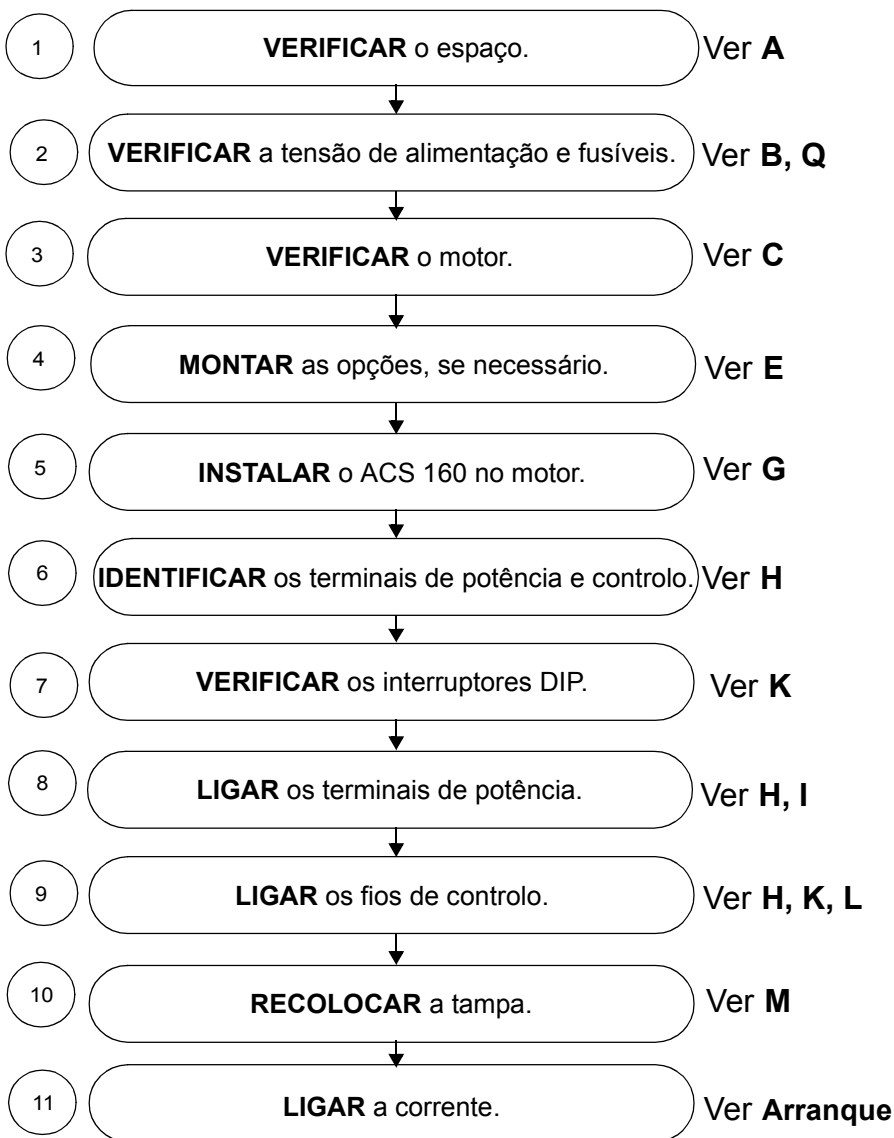 1 VERIFICAR o espaço. Ver A
2 VERIFICAR a tensão de alimentação e fusíveis. Ver B, Q
3 VERIFICAR o motor. Ver C
4 MONTAR as opções, se necessário. Ver E
5 INSTALAR o ACS 160 no motor. Ver G
6 IDENTIFICAR os terminais de potência e controlo. Ver H
7 VERIFICAR os interruptores DIP. Ver K
8 LIGAR os terminais de potência. Ver H, I
9 LIGAR os fios de controlo. Ver H, K, L
10 RECOLOCAR a tampa. Ver M
11 LIGAR a corrente. Ver Arranque